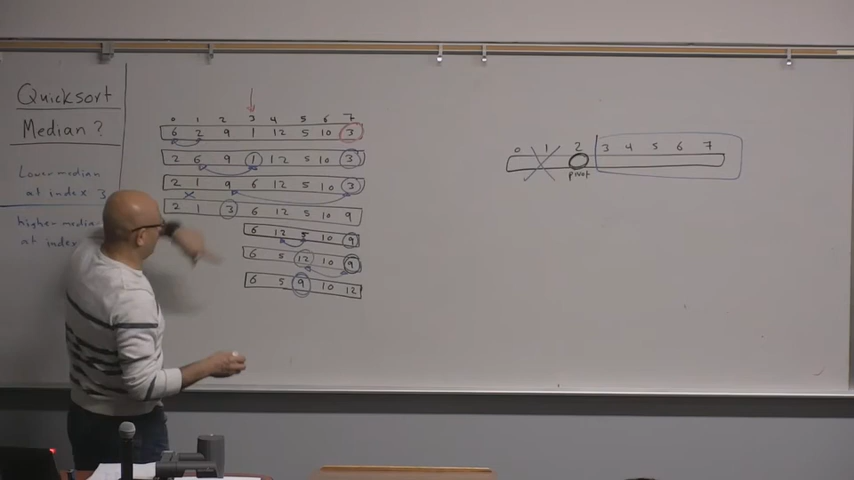 Quicksort
Median?
Lower median
at index 3
higher-media
at index
0 1 2 3 4 5 6 7
6 2 9 1 12 5 10 3
2 6 9 1 12 5 10 3
2 1 9 6 12 5 10 3
2 1 3 6 12 5 10 9
6 12 5 10 9
6 5 12 10 9
6 5 9 10 12
0 1 2 3 4 5 6 7
pivot